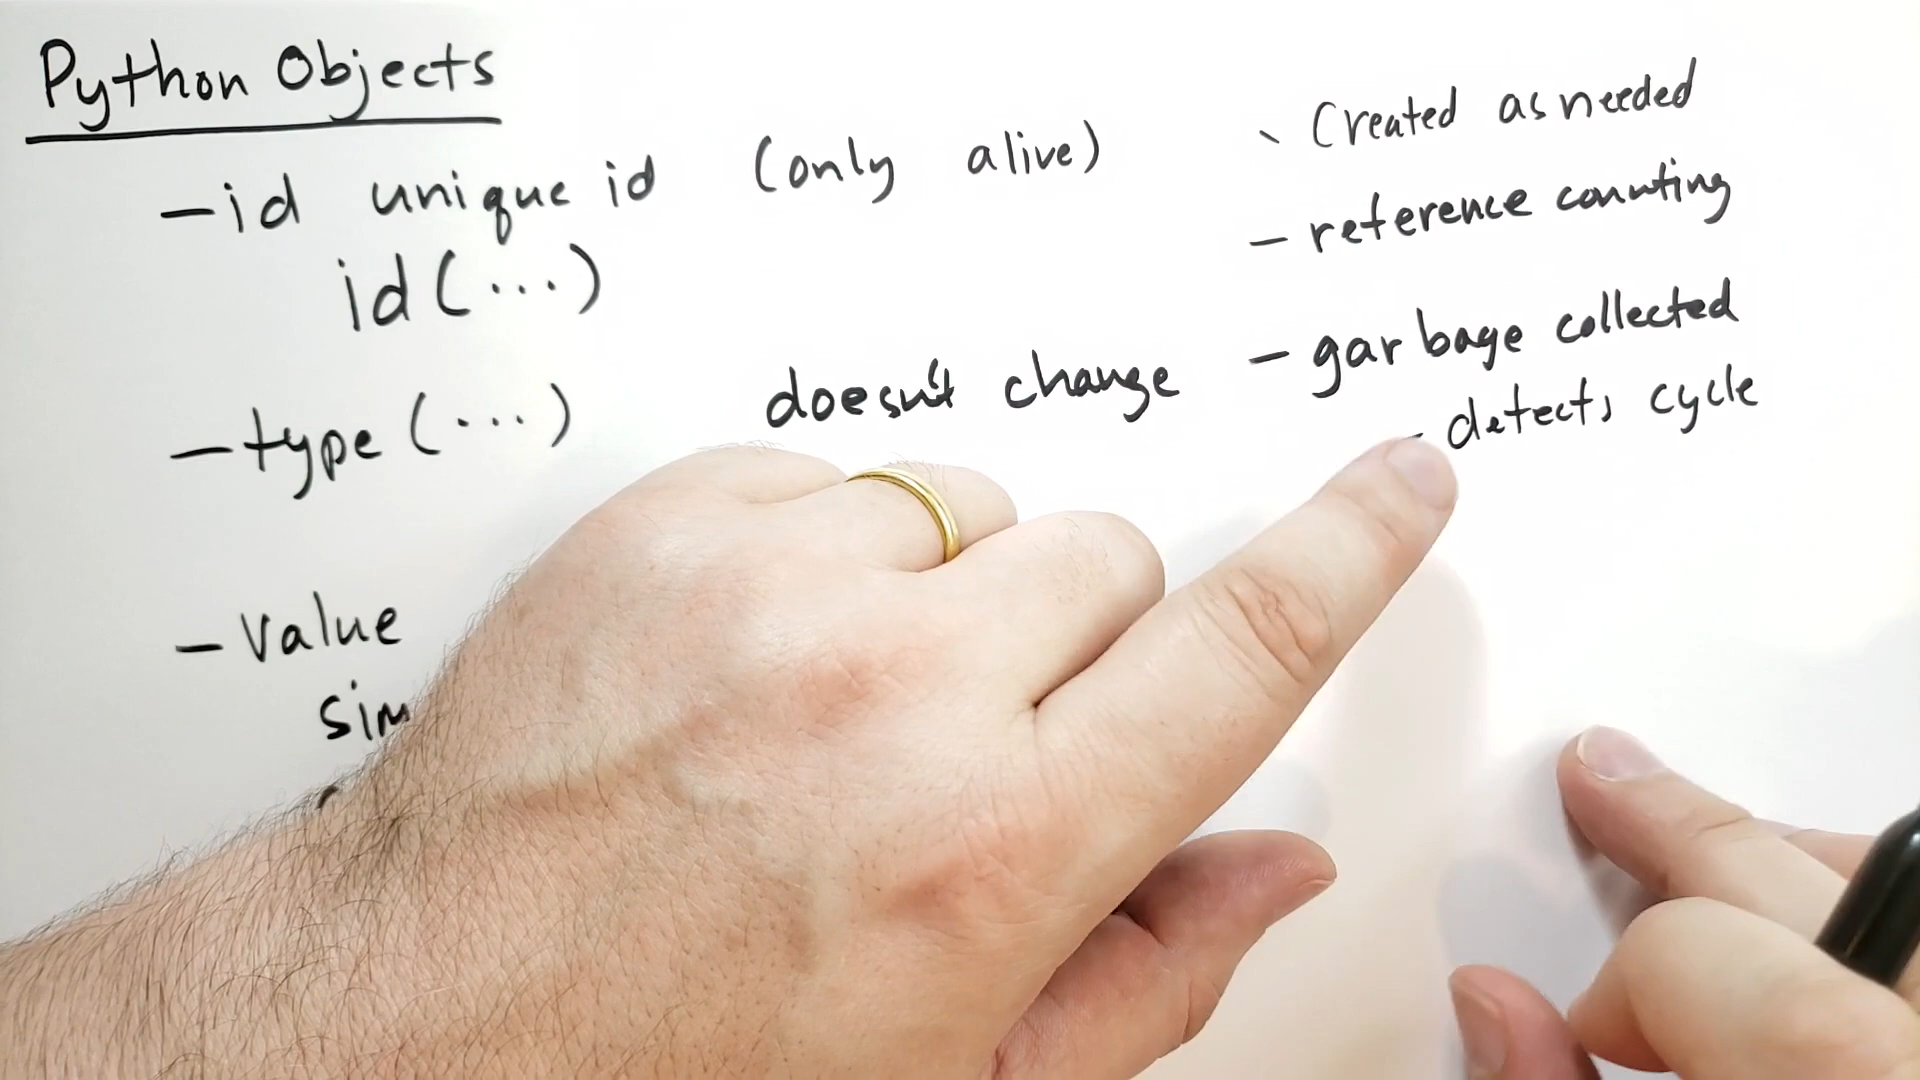 Python Objects
- id unique id (only alive)
id (...)
- type (...) doesn't change
- value
- Created as needed
- reference counting
- garbage collected
- detects cycle